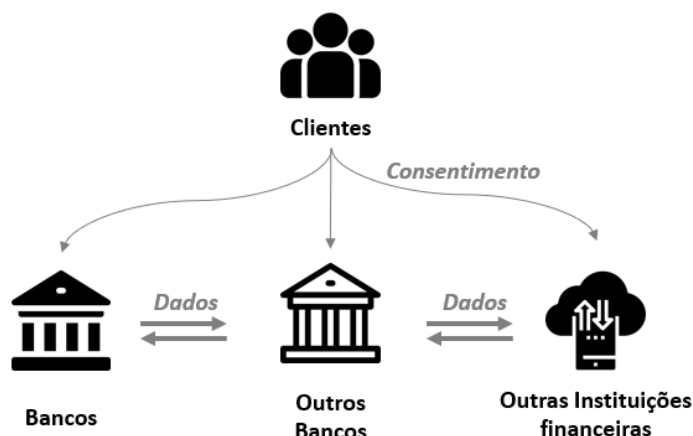 Clientes
Consentimento
Dados
Dados
Bancos
Outros
Bancos
Outras Instituições
financeiras